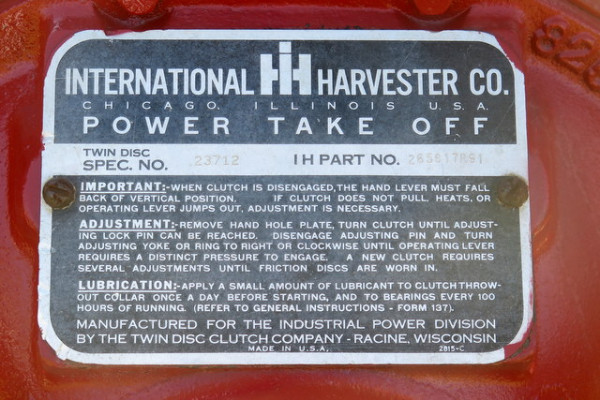 INTERNATIONAL IH HARVESTER CO.
CHICAGO, ILLINOIS U.S.A.
POWER TAKE OFF
TWIN DISC
SPEC. NO. 23712 IH PART NO.
IMPORTANT:-WHEN CLUTCH IS DISENGAGED, THE HAND LEVER MUST FALL
BACK OF VERTICAL POSITION. IF CLUTCH DOES NOT PULL, HEATS, OR
OPERATING LEVER JUMPS OUT, ADJUSTMENT IS NECESSARY.
ADJUSTMENT:-REMOVE HAND HOLE PLATE, TURN CLUTCH UNTIL ADJUST-
ING LOCK PIN CAN BE REACHED. DISENGAGE ADJUSTING PIN AND TURN
ADJUSTING YOKE OR RING TO RIGHT OR CLOCKWISE UNTIL OPERATING LEVER
REQUIRES A DISTINCT PRESSURE TO ENGAGE. A NEW CLUTCH REQUIRES
SEVERAL ADJUSTMENTS UNTIL FRICTION DISCS ARE WORN IN.
LUBRICATION:-APPLY A SMALL AMOUNT OF LUBRICANT TO CLUTCH THROW-
OUT COLLAR ONCE A DAY BEFORE STARTING, AND TO BEARINGS EVERY 100
HOURS OF RUNNING. (REFER TO GENERAL INSTRUCTIONS - FORM 137).
MANUFACTURED FOR THE INDUSTRIAL POWER DIVISION
BY THE TWIN DISC CLUTCH COMPANY - RACINE, WISCONSIN
MADE IN U.S.A. 2815-C